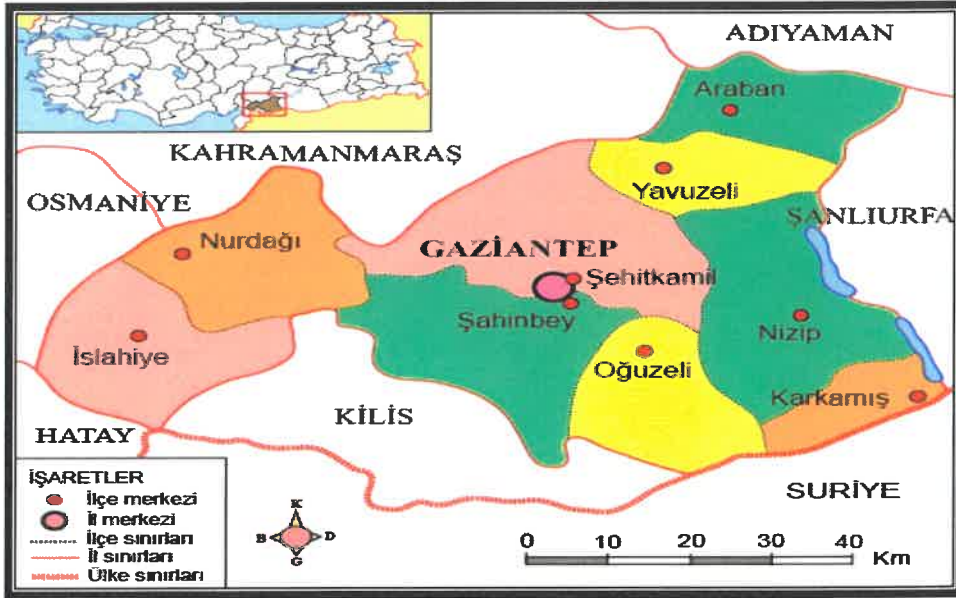 ADIYAMAN
Araban
KAHRAMANMARAŞ
Yavuzeli
OSMANİYE
ŞANLIURFA
Nurdağı
GAZİANTEP
Şehitkamil
Şahinbey
Nizip
İslahiye
Oğuzeli
Karkamış
KİLİS
HATAY
SURİYE
İŞARETLER
İlçe merkezi
İl merkezi
İlçe sınırları
İl sınırları
Ülke sınırları
K
B D
G
0 10 20 30 40
Km